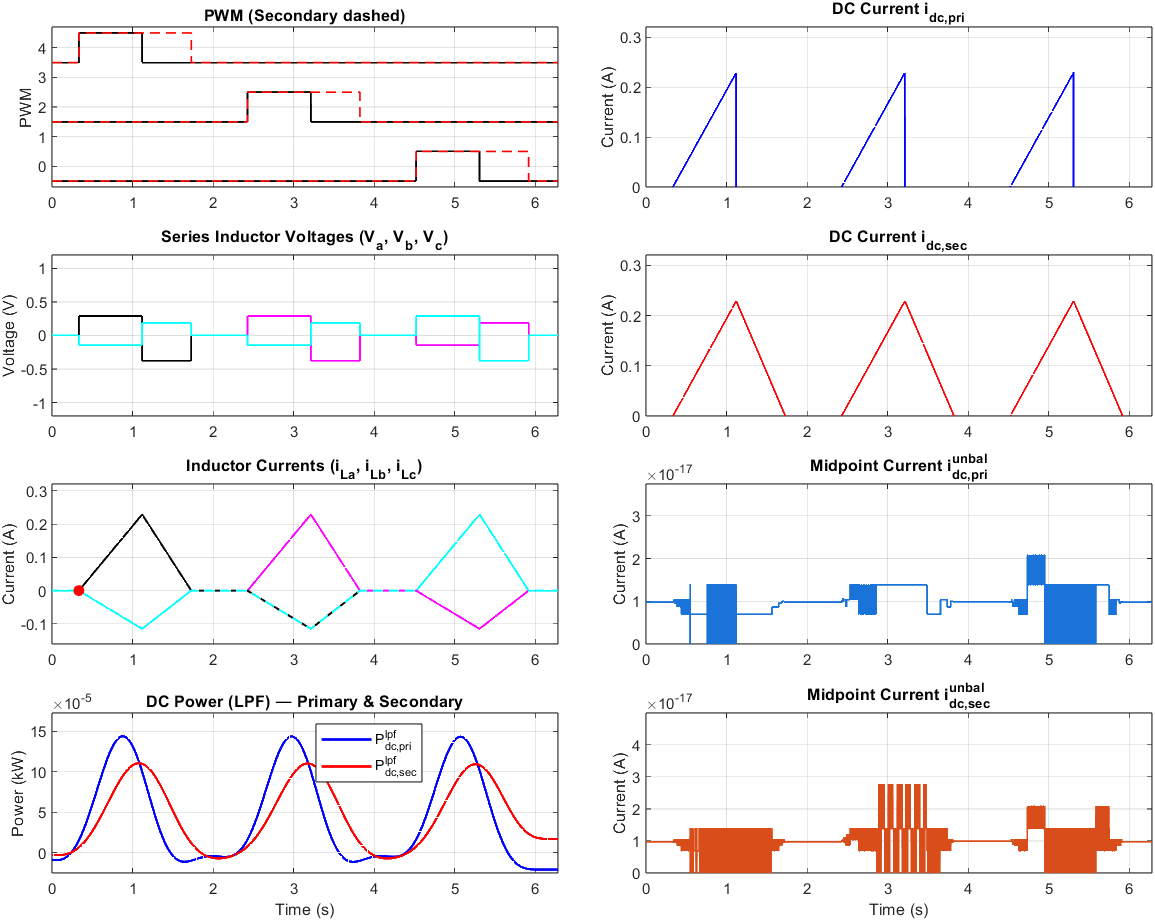 PWM (Secondary dashed)
PWM
4
3
2
1
0
0 1 2 3 4 5 6
DC Current i_dc,pri
Current (A)
0.3
0.2
0.1
0
0 1 2 3 4 5 6
Series Inductor Voltages (V_a, V_b, V_c)
Voltage (V)
1
0.5
0
-0.5
-1
0 1 2 3 4 5 6
DC Current i_dc,sec
Current (A)
0.3
0.2
0.1
0
0 1 2 3 4 5 6
Inductor Currents (i_La, i_Lb, i_Lc)
Current (A)
0.3
0.2
0.1
0
-0.1
0 1 2 3 4 5 6
×10^-17
Midpoint Current i_dc,pri^unbal
Current (A)
3
2
1
0
0 1 2 3 4 5 6
×10^-5
DC Power (LPF) — Primary & Secondary
Power (kW)
15
10
5
0
P_dc,pri^lpf
P_dc,sec^lpf
0 1 2 3 4 5 6
Time (s)
×10^-17
Midpoint Current i_dc,sec^unbal
Current (A)
4
3
2
1
0
0 1 2 3 4 5 6
Time (s)